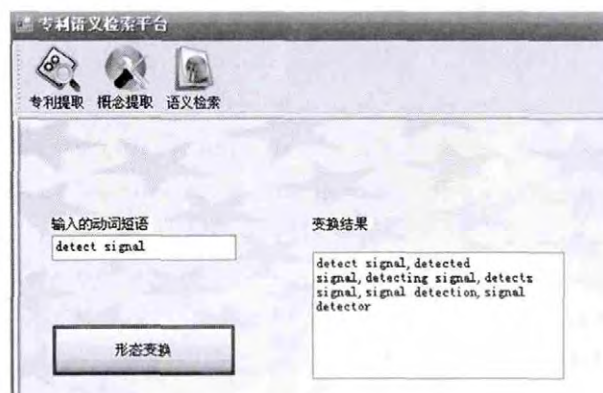 专利语义检索平台
专利提取 概念提取 语义检索
输入的动词短语
detect signal
形态变换
变换结果
detect signal, detected
signal, detecting signal, detects
signal, signal detection, signal
detector